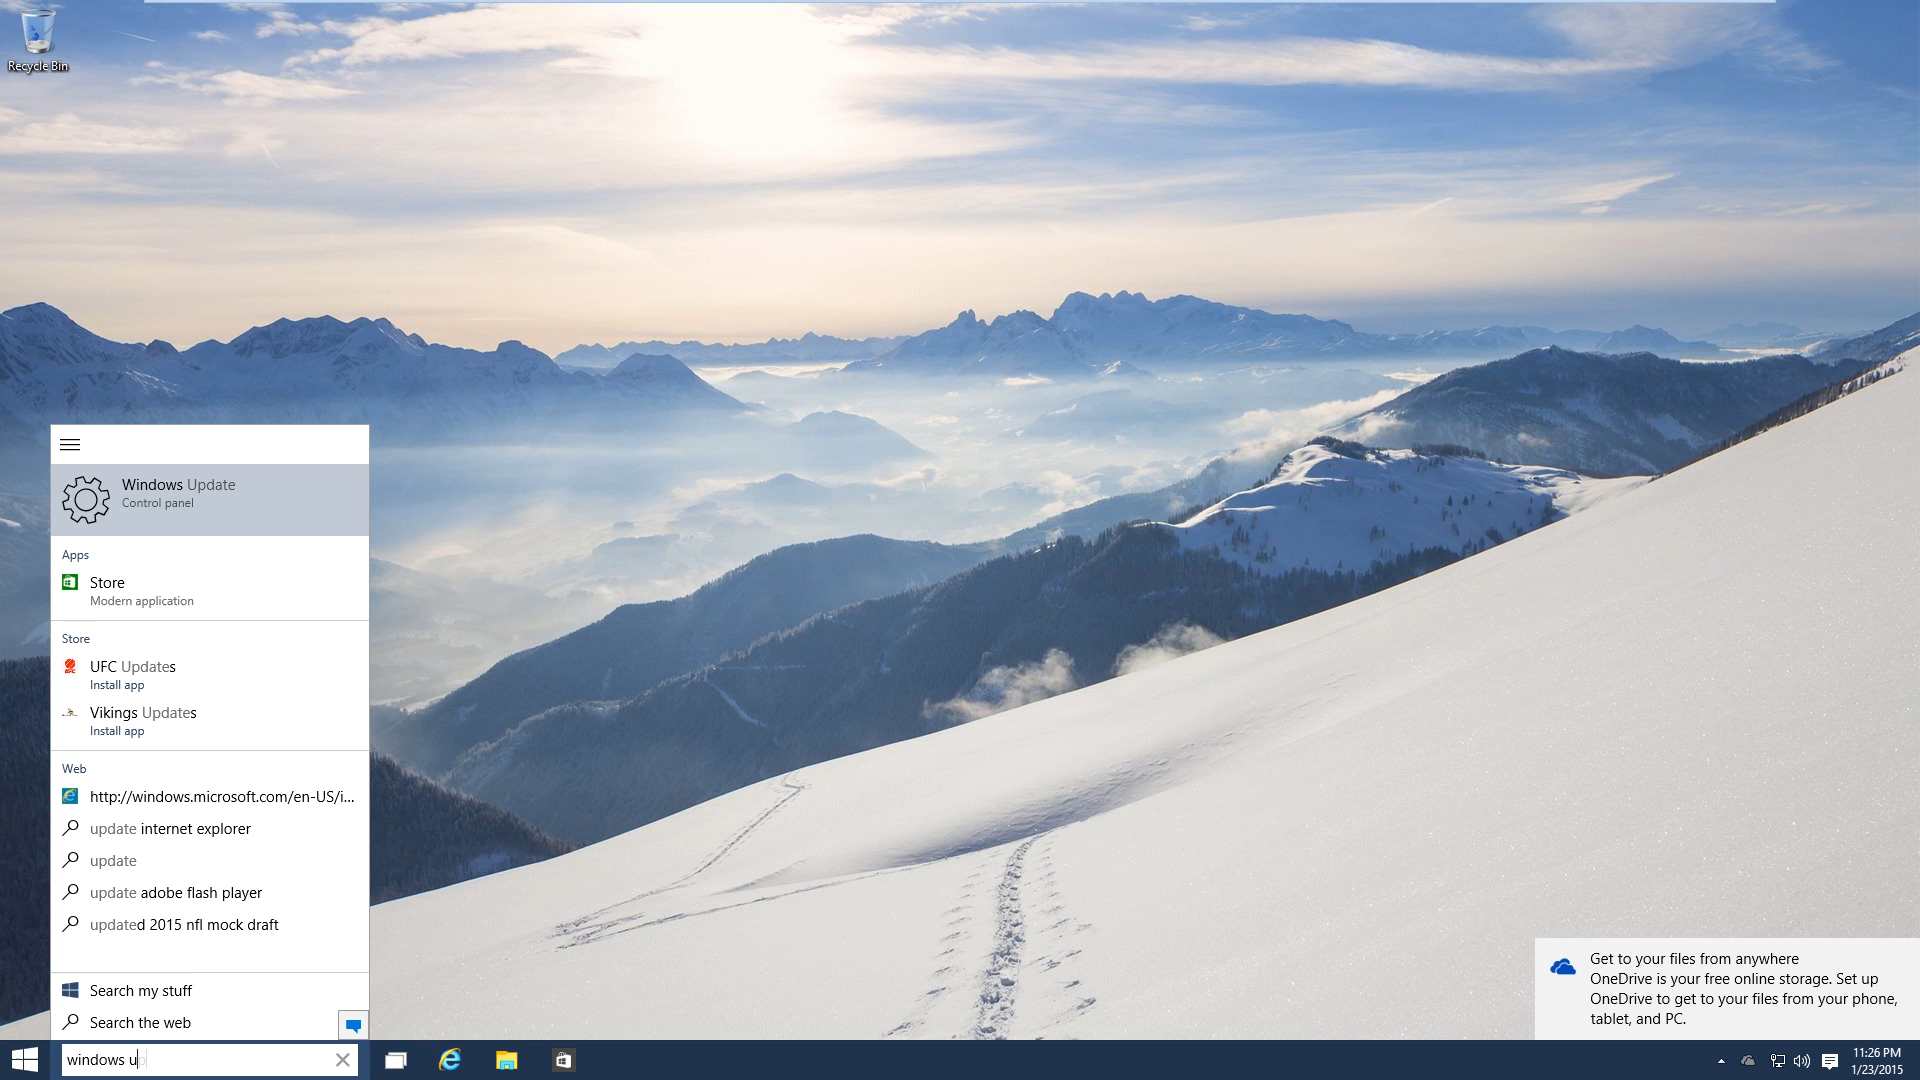 Recycle Bin
Windows Update
Control panel
Apps
Store
Modern application
Store
UFC Updates
Install app
Vikings Updates
Install app
Web
http://windows.microsoft.com/en-US/i...
update internet explorer
update
update adobe flash player
updated 2015 nfl mock draft
Search my stuff
Search the web
windows up
Get to your files from anywhere
OneDrive is your free online storage. Set up
OneDrive to get to your files from your phone,
tablet, and PC.
11:26 PM
1/23/2015